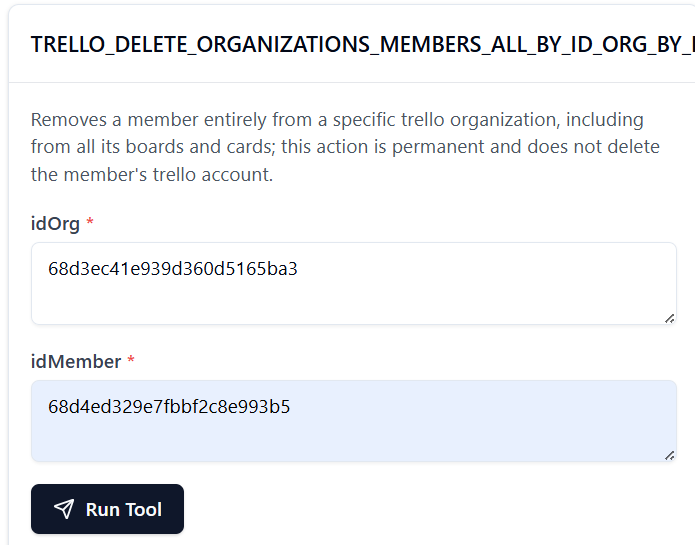 TRELLO_DELETE_ORGANIZATIONS_MEMBERS_ALL_BY_ID_ORG_BY_
Removes a member entirely from a specific trello organization, including
from all its boards and cards; this action is permanent and does not delete
the member's trello account.
idOrg *
68d3ec41e939d360d5165ba3
idMember *
68d4ed329e7fbbf2c8e993b5
Run Tool